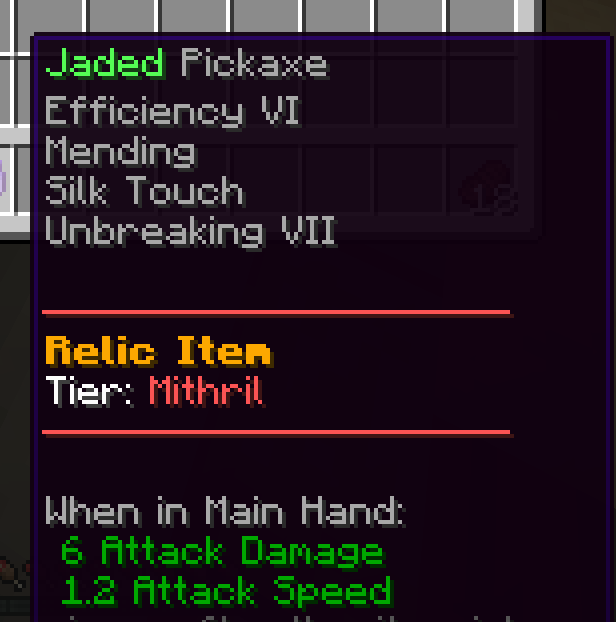 Jaded Pickaxe
Efficiency VI
Mending
Silk Touch
Unbreaking VII
18
Relic Item
Tier: Mithril
When in Main Hand:
6 Attack Damage
1.2 Attack Speed